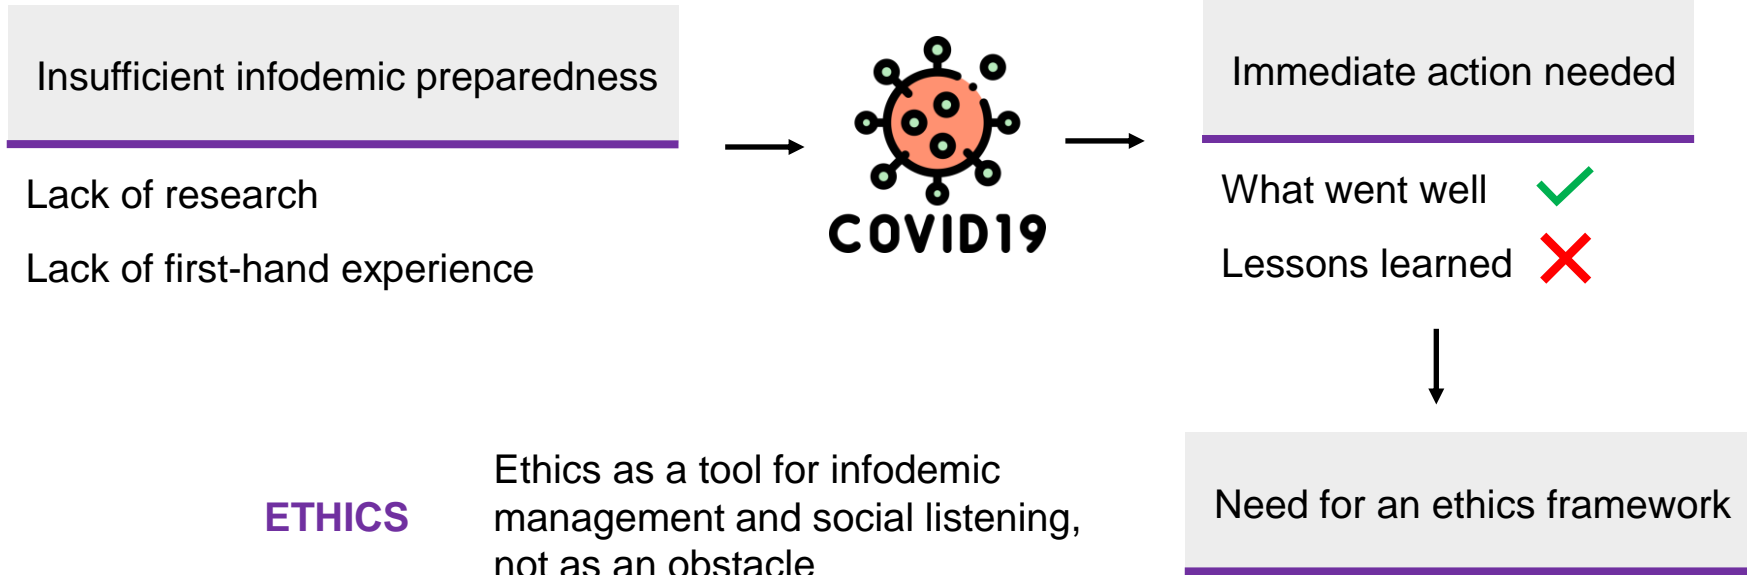 Insufficient infodemic preparedness
Lack of research
Lack of first-hand experience
COVID19
Immediate action needed
What went well
Lessons learned
ETHICS
Ethics as a tool for infodemic
management and social listening,
not as an obstacle
Need for an ethics framework